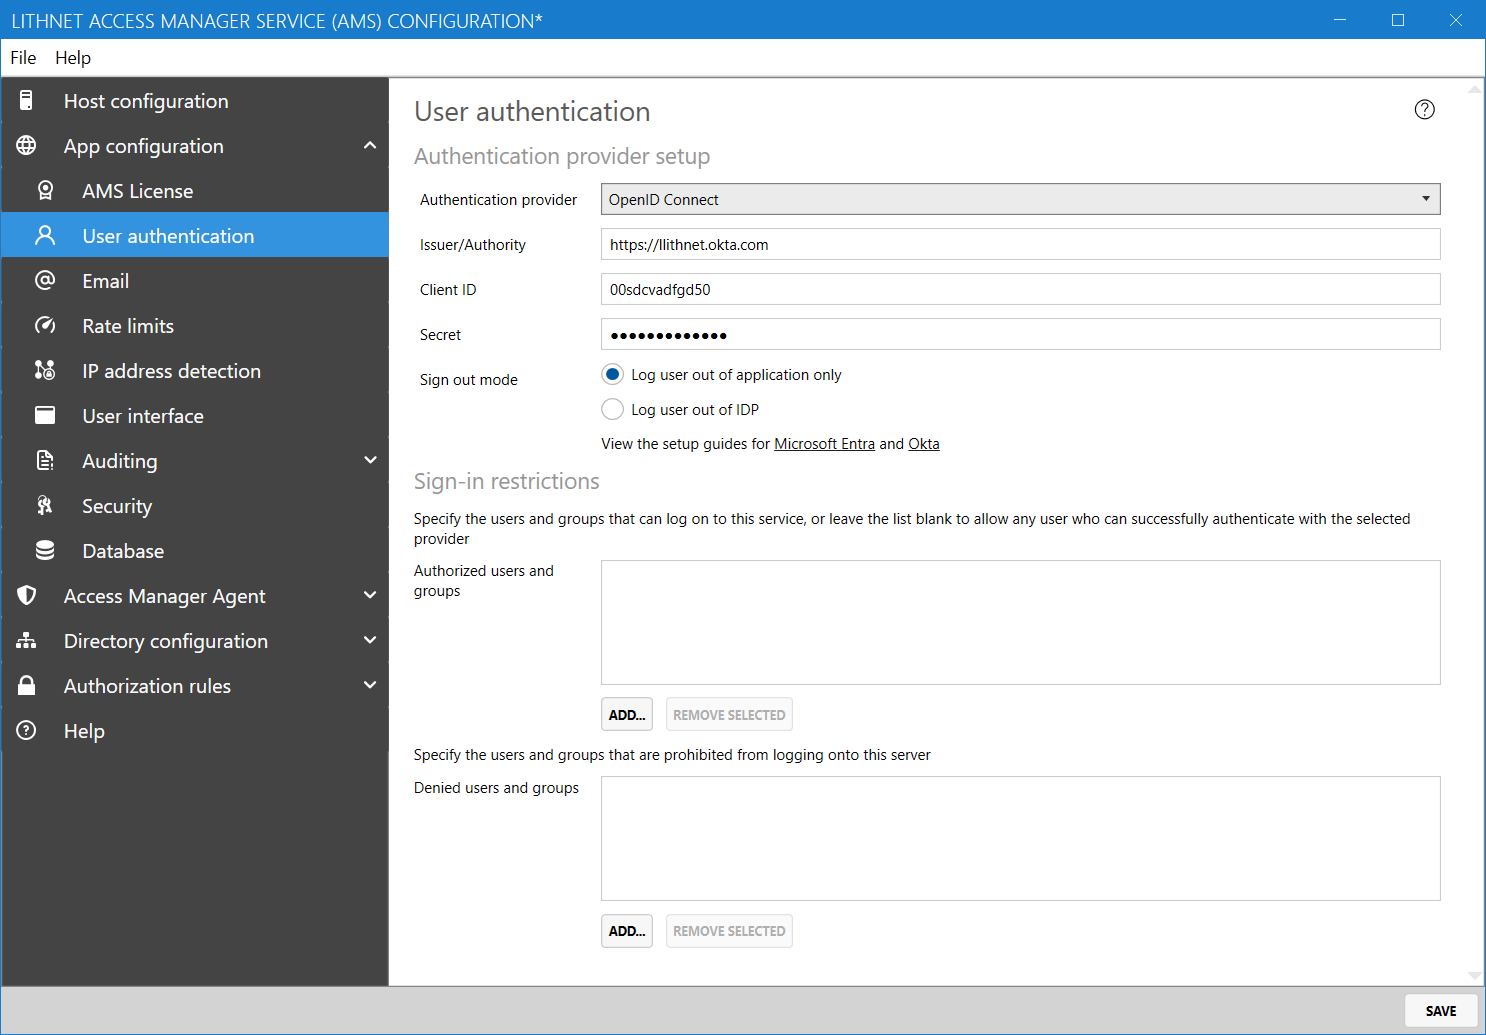 LITHNET ACCESS MANAGER SERVICE (AMS) CONFIGURATION*
File Help
Host configuration
App configuration
AMS License
User authentication
Email
Rate limits
IP address detection
User interface
Auditing
Security
Database
Access Manager Agent
Directory configuration
Authorization rules
Help
User authentication
Authentication provider setup
Authentication provider OpenID Connect
Issuer/Authority https://llithnet.okta.com
Client ID 00sdcvadfgd50
Secret •••••••••••••
Sign out mode Log user out of application only
Log user out of IDP
View the setup guides for Microsoft Entra and Okta
Sign-in restrictions
Specify the users and groups that can log on to this service, or leave the list blank to allow any user who can successfully authenticate with the selected
provider
Authorized users and
groups
ADD... REMOVE SELECTED
Specify the users and groups that are prohibited from logging onto this server
Denied users and groups
ADD... REMOVE SELECTED
SAVE